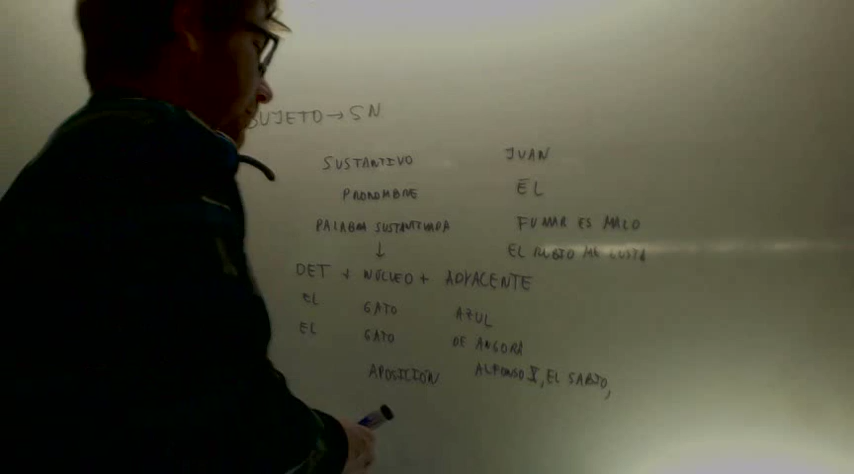 SUJETO → SN
SUSTANTIVO JUAN
PRONOMBRE ÉL
PALABRA SUSTANTIVADA FUMAR ES MALO
↓ EL RUBIO ME GUSTA
DET + NÚCLEO + ADYACENTE
EL GATO AZUL
EL GATO DE ANGORA
APOSICIÓN ALFONSO X, EL SABIO,